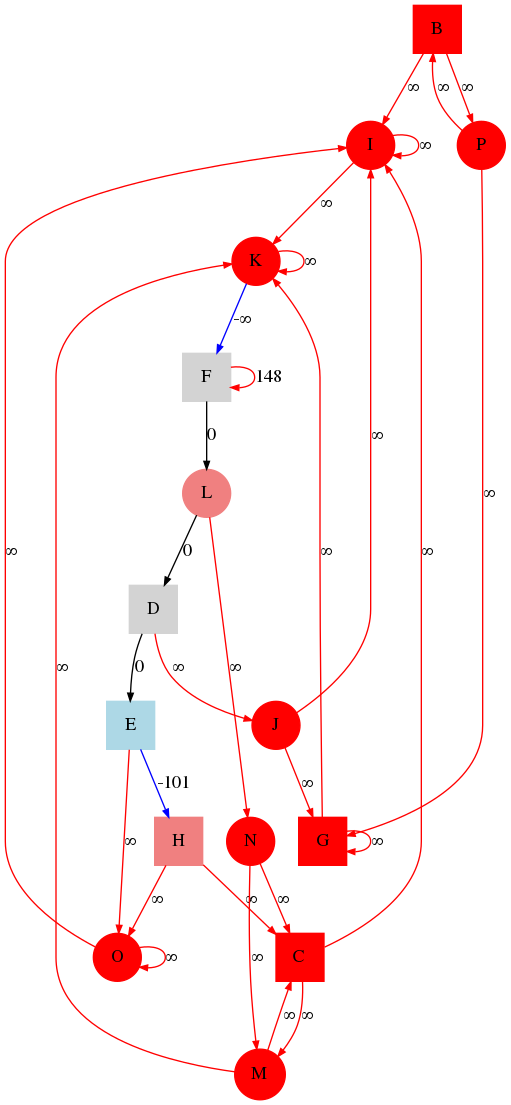 B
∞ ∞ ∞
I ∞ P
∞
K ∞
-∞
F 148
0
∞
L
∞
0 ∞ ∞ ∞ ∞
D
∞ 0 ∞ ∞
E J
-101 ∞
∞ H N G ∞
∞ ∞ ∞
O ∞ ∞ C
∞ ∞
M